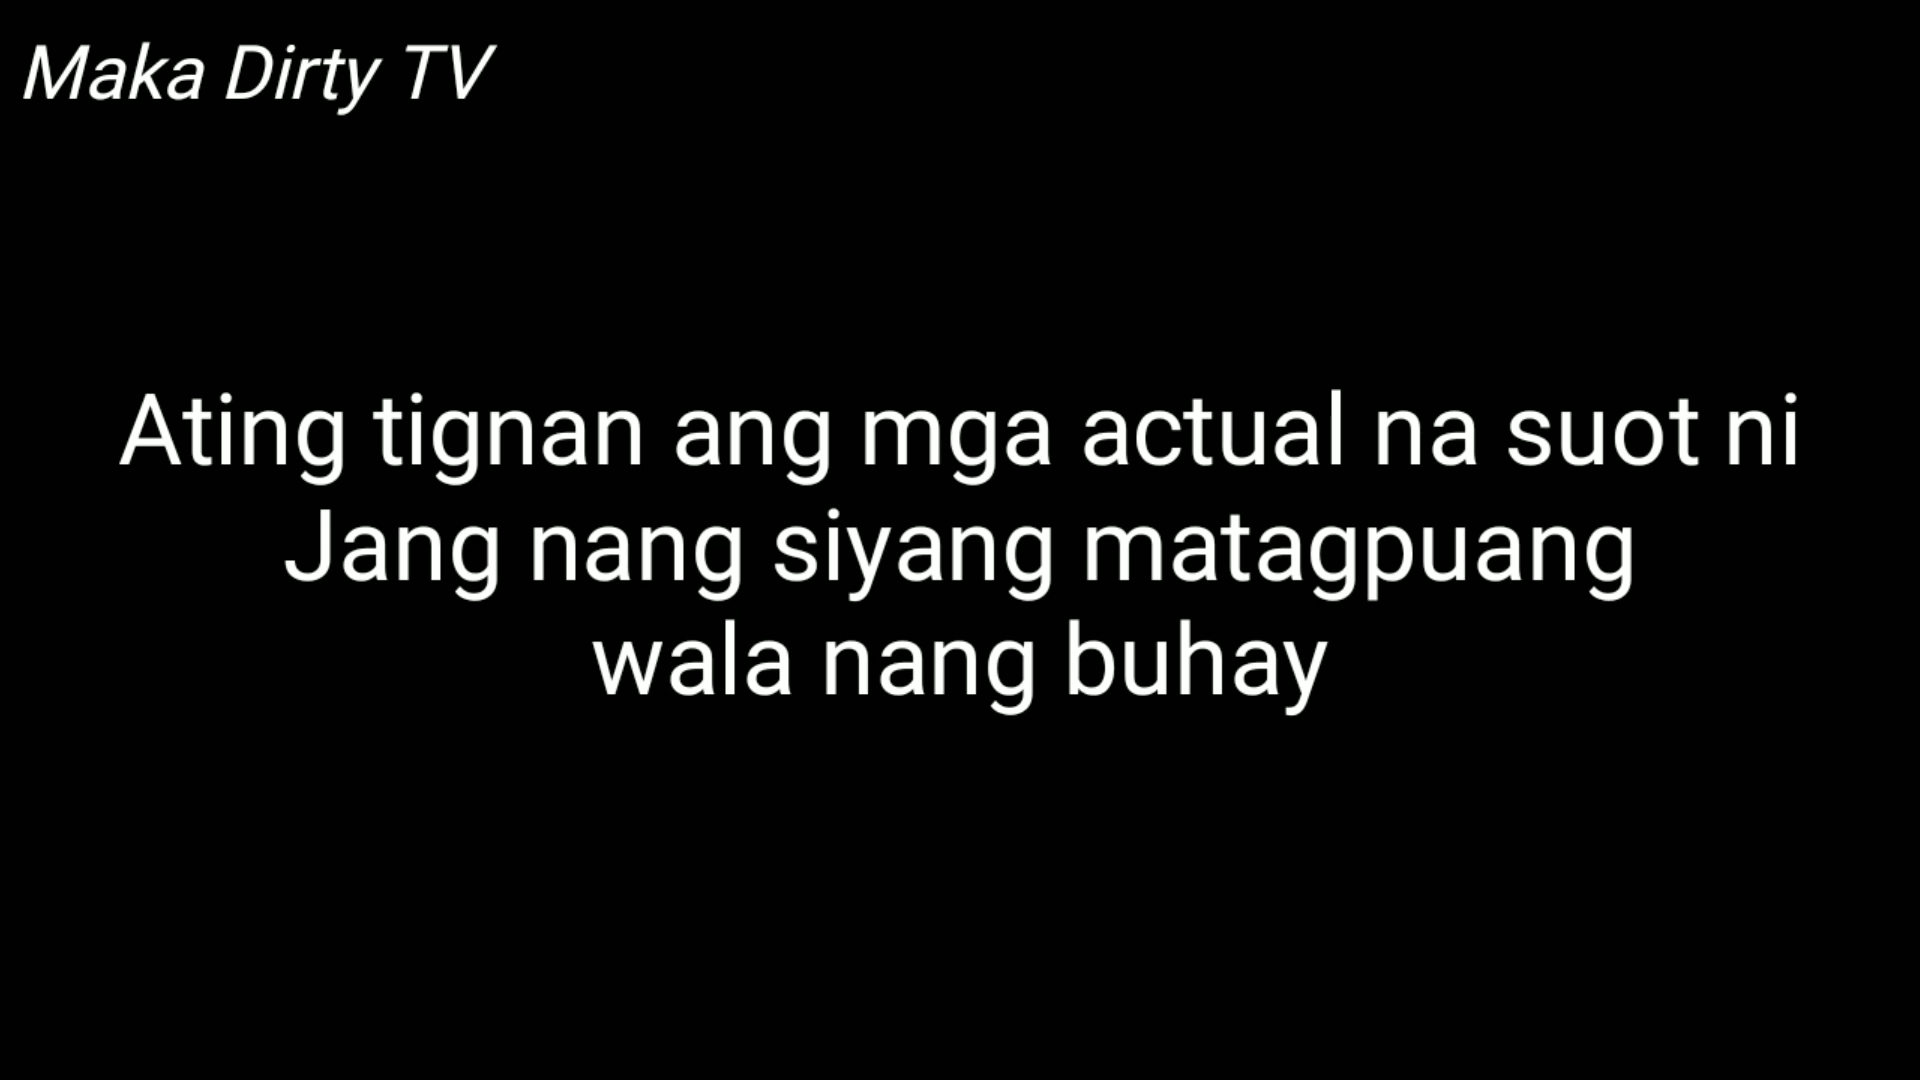 Maka Dirty TV
Ating tignan ang mga actual na suot ni
Jang nang siyang matagpuang
wala nang buhay